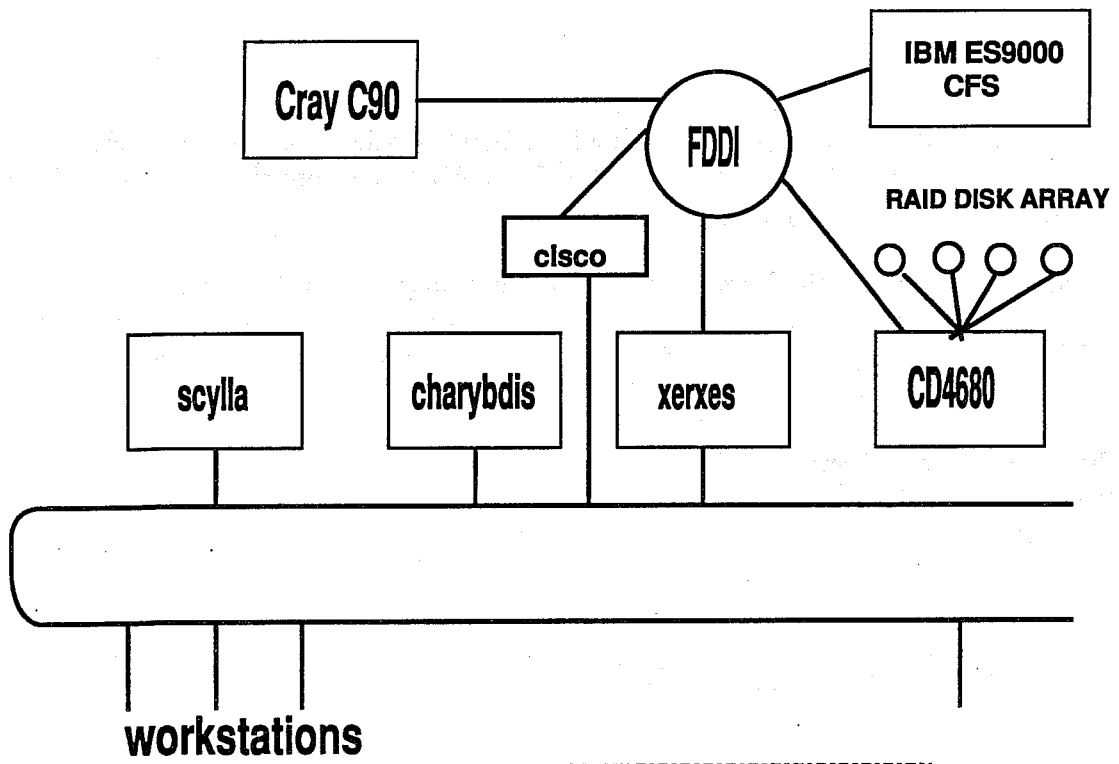 Cray C90
FDDI
IBM ES9000
CFS
RAID DISK ARRAY
cisco
scylla
charybdis
xerxes
CD4680
workstations